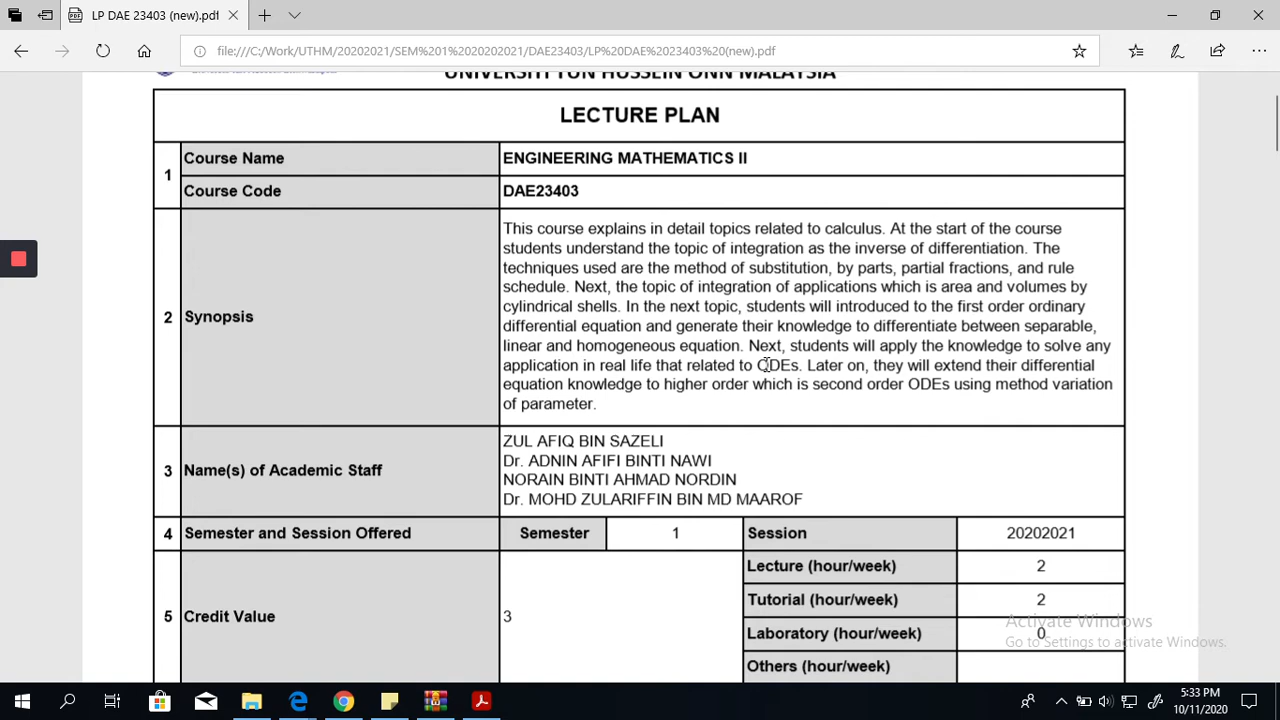 LP DAE 23403 (new).pdf
file:///C:/Work/UTHM/20202021/SEM%201%2020202021/DAE23403/LP%20DAE%2023403%20(new).pdf
UNIVERSITI TUN HUSSEIN ONN MALAYSIA
LECTURE PLAN
1
Course Name
ENGINEERING MATHEMATICS II
Course Code
DAE23403
2
Synopsis
This course explains in detail topics related to calculus. At the start of the course
students understand the topic of integration as the inverse of differentiation. The
techniques used are the method of substitution, by parts, partial fractions, and rule
schedule. Next, the topic of integration of applications which is area and volumes by
cylindrical shells. In the next topic, students will introduced to the first order ordinary
differential equation and generate their knowledge to differentiate between separable,
linear and homogeneous equation. Next, students will apply the knowledge to solve any
application in real life that related to ODEs. Later on, they will extend their differential
equation knowledge to higher order which is second order ODEs using method variation
of parameter.
3
Name(s) of Academic Staff
ZUL AFIQ BIN SAZELI
Dr. ADNIN AFIFI BINTI NAWI
NORAIN BINTI AHMAD NORDIN
Dr. MOHD ZULARIFFIN BIN MD MAAROF
4
Semester and Session Offered
Semester
1
Session
20202021
5
Credit Value
3
Lecture (hour/week)
2
Tutorial (hour/week)
2
Laboratory (hour/week)
0
Others (hour/week)
Activate Windows
Go to Settings to activate Windows.
5:33 PM
10/11/2020